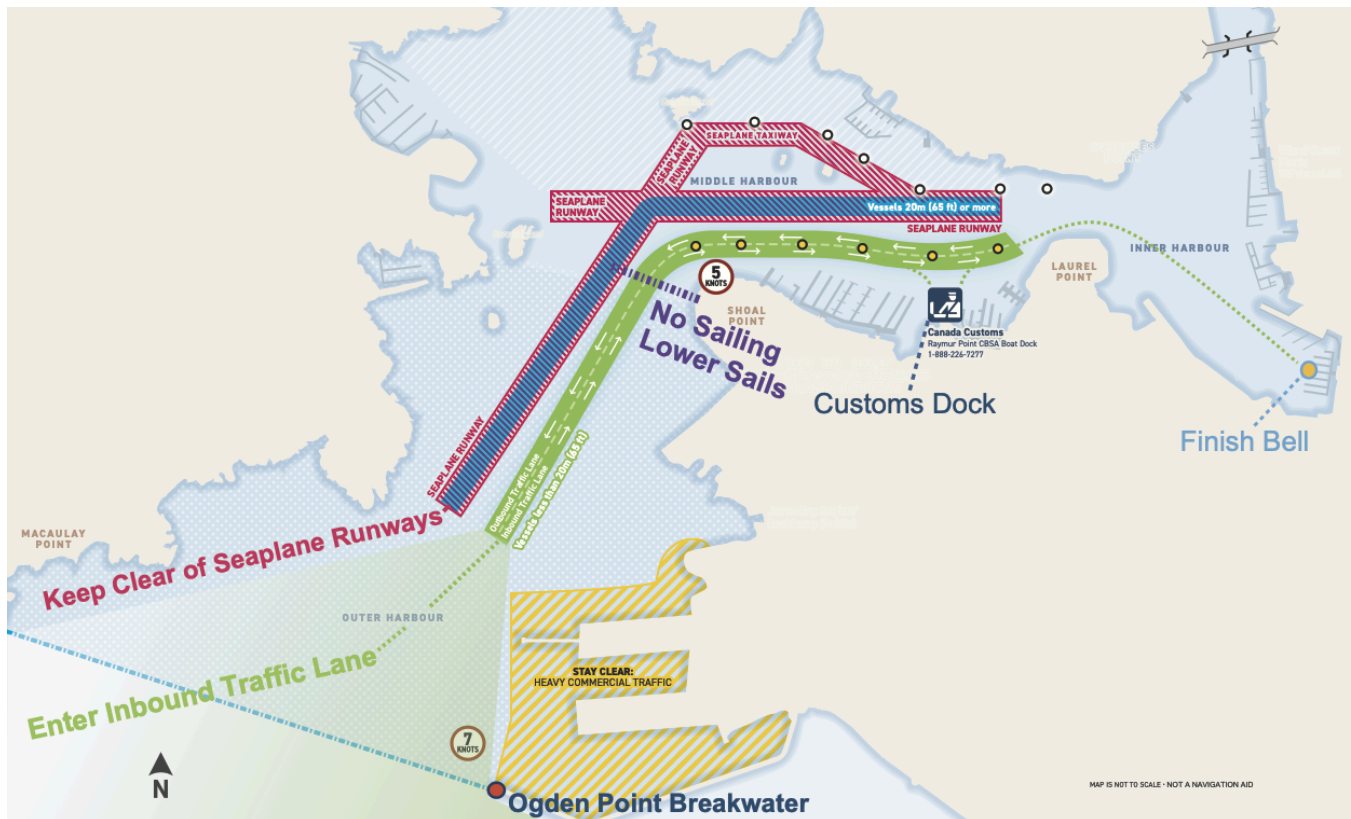 SEAPLANE TAXIWAY
SEAPLANE
RUNWAY
MIDDLE HARBOUR
SEAPLANE
RUNWAY
Vessels 20m (65 ft) or more
SEAPLANE RUNWAY
INNER HARBOUR
LAUREL
POINT
5
KNOTS
SHOAL
POINT
No Sailing
Lower Sails
Canada Customs
Raymur Point CBSA Boat Dock
1-888-226-7277
Customs Dock
Finish Bell
SEAPLANE RUNWAY
Outbound Traffic Lane
Inbound Traffic Lane
Vessels less than 20m (65 ft)
MACAULAY
POINT
Keep Clear of Seaplane Runways
OUTER HARBOUR
Enter Inbound Traffic Lane
STAY CLEAR:
HEAVY COMMERCIAL TRAFFIC
7
KNOTS
N
Ogden Point Breakwater
MAP IS NOT TO SCALE • NOT A NAVIGATION AID